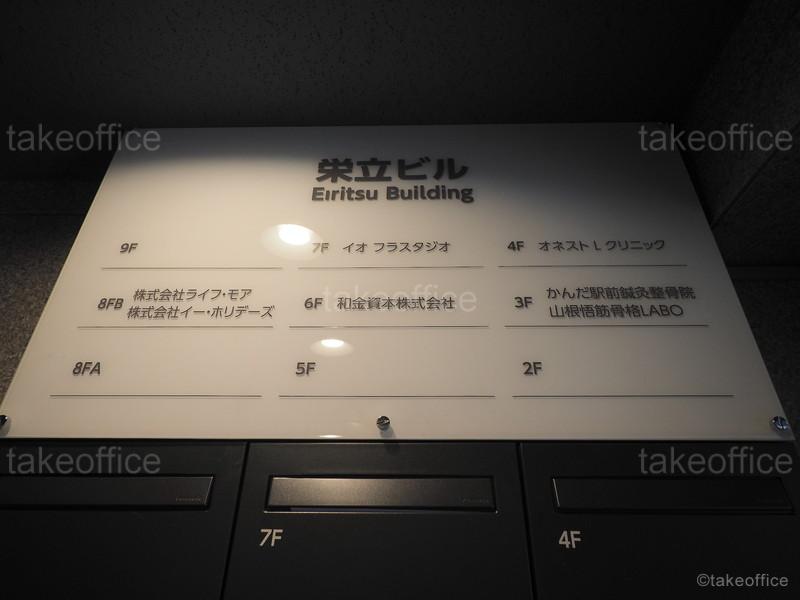 takeoffice
takeoffice
栄立ビル
Eiritsu Building
9F
7F イオ フラスタジオ
4F オネスト L クリニック
8FB 株式会社ライフ・モア
株式会社イー・ホリデーズ
6F 和金資本株式会社
takeoffice
3F かんだ駅前鍼灸整骨院
山根悟筋骨格LABO
8FA
5F
2F
takeoffice
takeoffice
7F
4F
©takeoffice